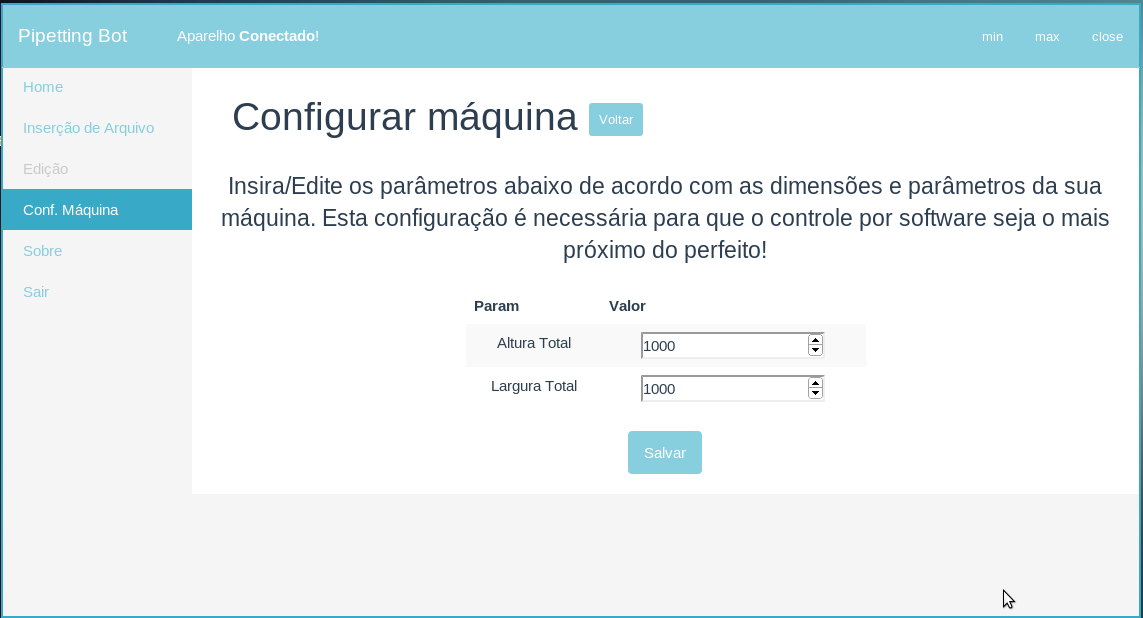 Pipetting Bot
Aparelho Conectado!
min
max
close
Home
Inserção de Arquivo
Edição
Conf. Máquina
Sobre
Sair
Configurar máquina
Voltar
Insira/Edite os parâmetros abaixo de acordo com as dimensões e parâmetros da sua
máquina. Esta configuração é necessária para que o controle por software seja o mais
próximo do perfeito!
Param Valor
Altura Total 1000
Largura Total 1000
Salvar